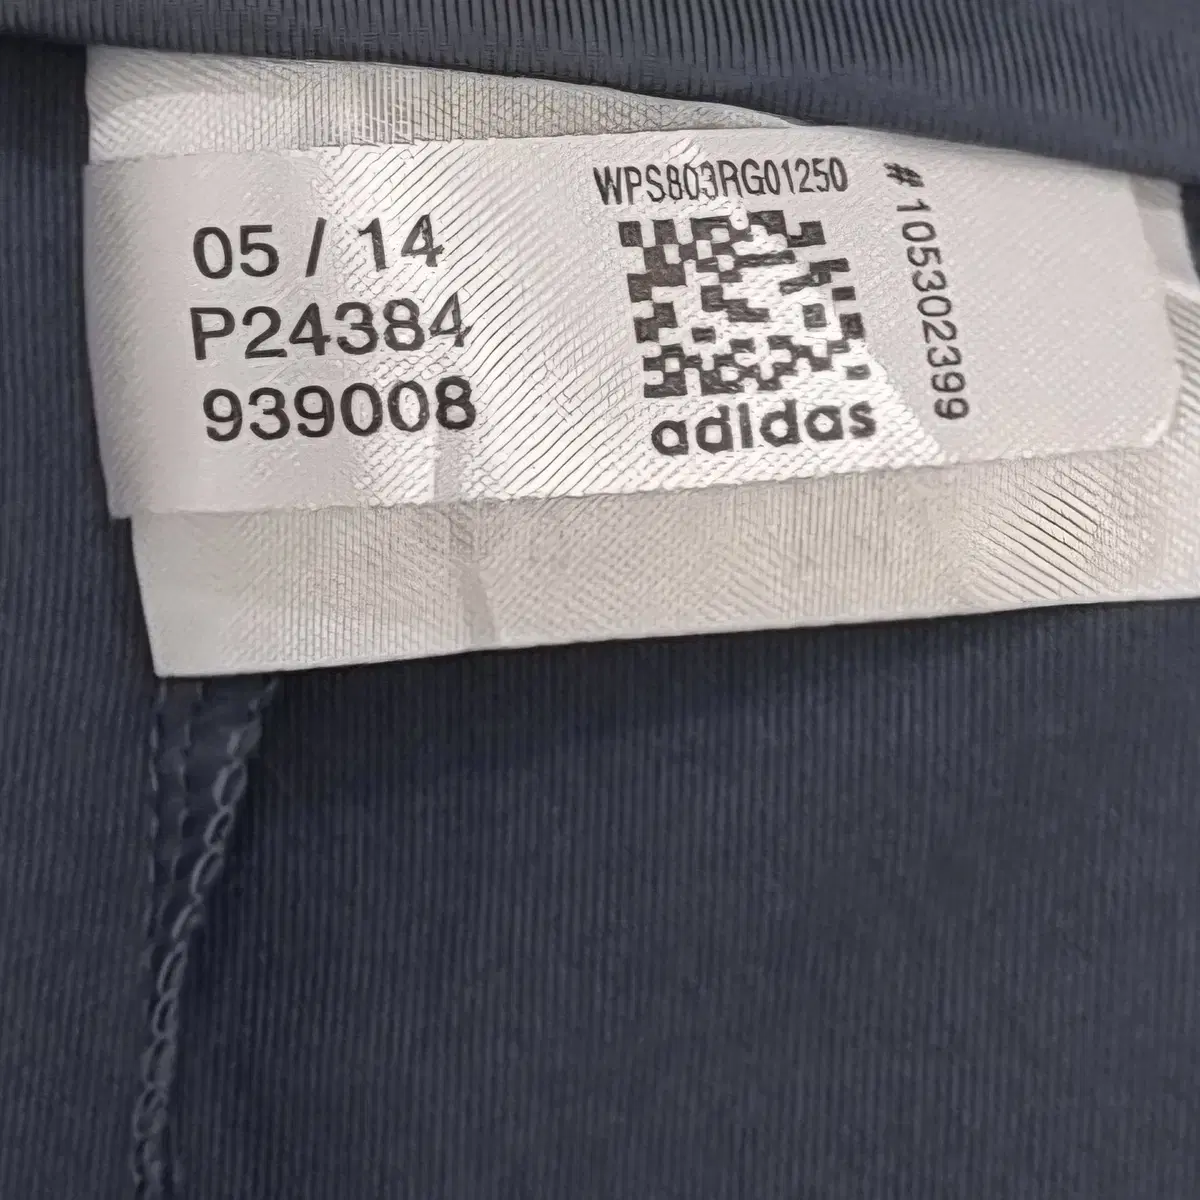 05 / 14
P24384
939008
WPS803RG01250
adidas
#105302399